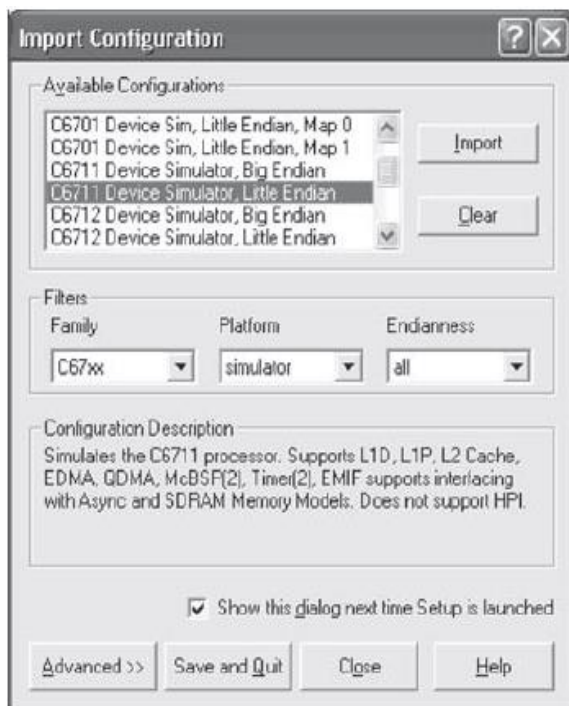 Import Configuration
Available Configurations
C6701 Device Sim, Little Endian, Map 0
C6701 Device Sim, Little Endian, Map 1
C6711 Device Simulator, Big Endian
C6711 Device Simulator, Little Endian
C6712 Device Simulator, Big Endian
C6712 Device Simulator, Little Endian
Import
Clear
Filters
Family Platform Endianness
C67xx simulator all
Configuration Description
Simulates the C6711 processor. Supports L1D, L1P, L2 Cache,
EDMA, QDMA, McBSP(2), Timer(2), EMIF supports interfacing
with Async and SDRAM Memory Models. Does not support HPI.
Show this dialog next time Setup is launched
Advanced >> Save and Quit Close Help